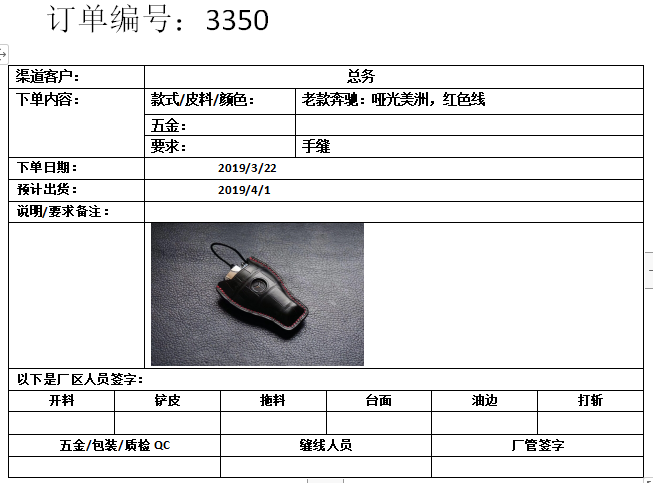 订单编号：3350
渠道客户： 总务
下单内容： 款式/皮料/颜色： 老款奔驰：哑光美洲，红色线
五金：
要求： 手缝
下单日期： 2019/3/22
预计出货： 2019/4/1
说明/要求备注：
以下是厂区人员签字：
开料 铲皮 拖料 台面 油边 打斩
五金/包装/质检 QC 缝线人员 厂管签字